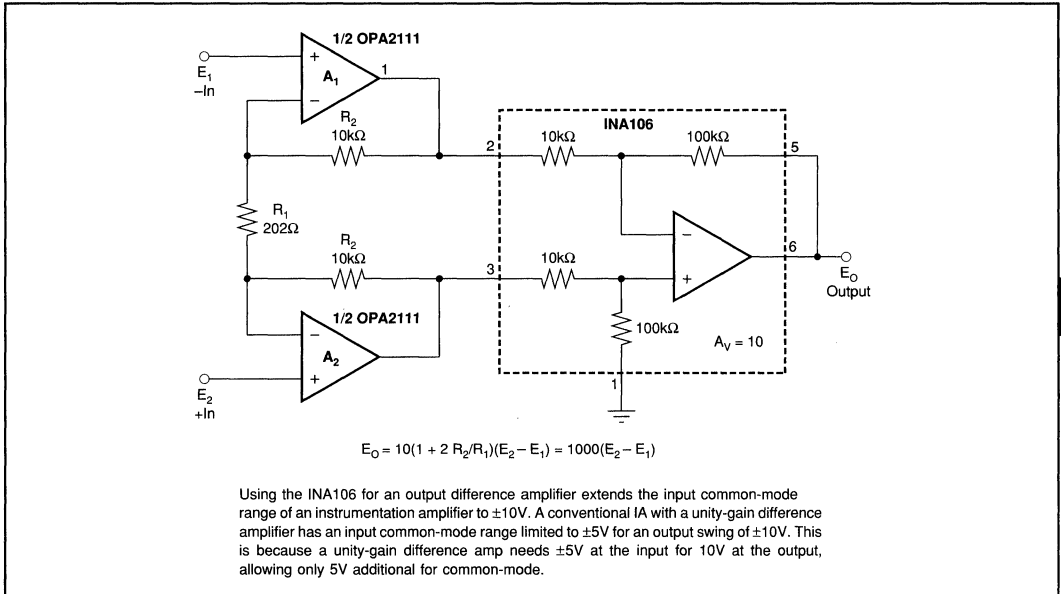 1/2 OPA2111
E1
–In
+
A1
–
1
R2
10kΩ
INA106
10kΩ
100kΩ
2
5
R1
202Ω
–
+
6
EO
Output
R2
10kΩ
3
10kΩ
100kΩ
AV = 10
1
1/2 OPA2111
–
A2
+
E2
+In
EO = 10(1 + 2 R2/R1)(E2 – E1) = 1000(E2 – E1)
Using the INA106 for an output difference amplifier extends the input common-mode
range of an instrumentation amplifier to ±10V. A conventional IA with a unity-gain difference
amplifier has an input common-mode range limited to ±5V for an output swing of ±10V. This
is because a unity-gain difference amp needs ±5V at the input for 10V at the output,
allowing only 5V additional for common-mode.